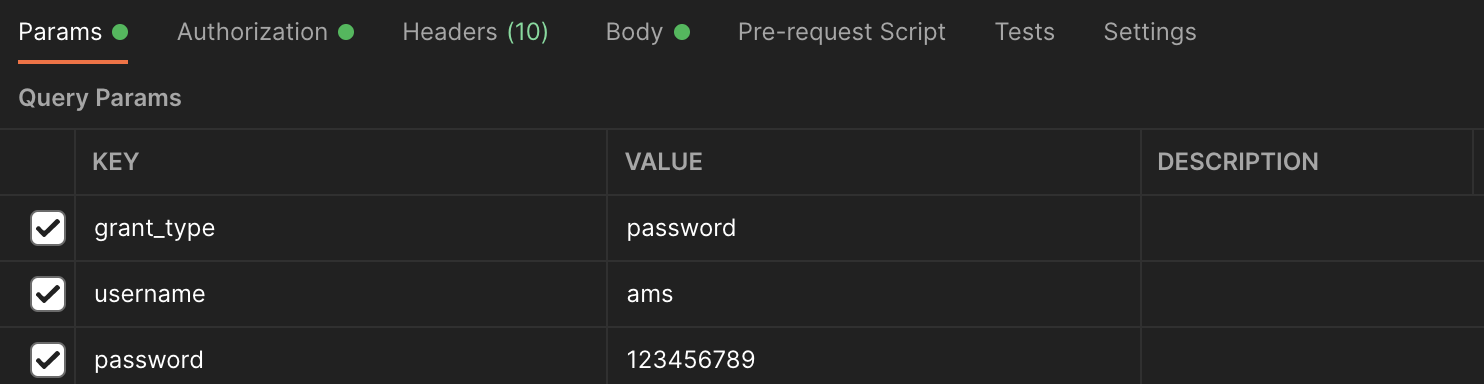 Params Authorization Headers (10) Body Pre-request Script Tests Settings
Query Params
KEY VALUE DESCRIPTION
grant_type password
username ams
password 123456789